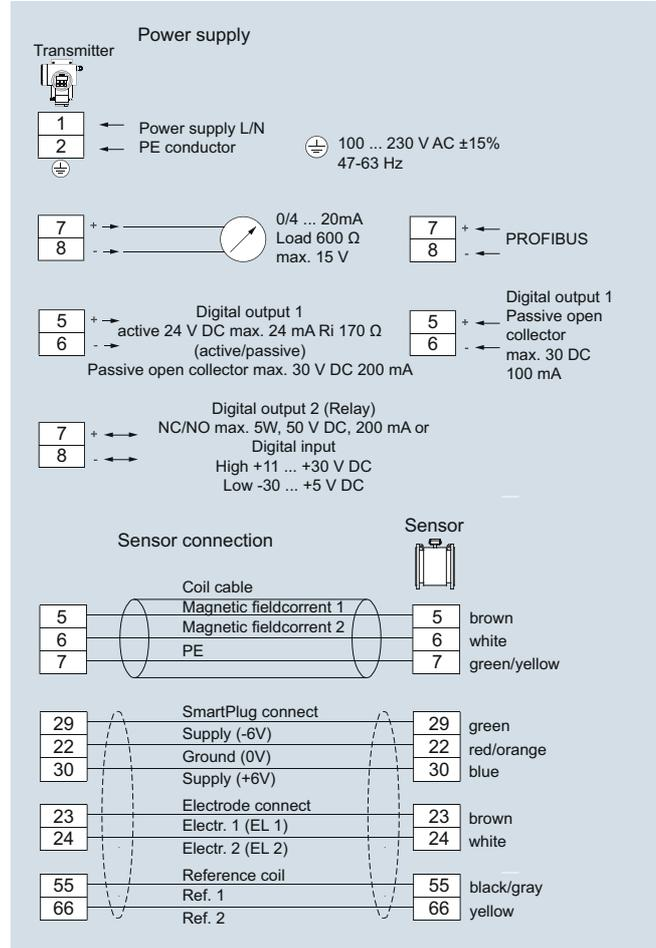 Power supply
Transmitter
1
2
Power supply L/N
PE conductor
100 ... 230 V AC ±15%
47-63 Hz
7
8
+
-
0/4 ... 20mA
Load 600 Ω
max. 15 V
7
8
+
-
PROFIBUS
5
6
+
-
Digital output 1
active 24 V DC max. 24 mA Ri 170 Ω
(active/passive)
Passive open collector max. 30 V DC 200 mA
5
6
+
-
Digital output 1
Passive open
collector
max. 30 DC
100 mA
7
8
+
-
Digital output 2 (Relay)
NC/NO max. 5W, 50 V DC, 200 mA or
Digital input
High +11 ... +30 V DC
Low -30 ... +5 V DC
Sensor connection
Sensor
Coil cable
5 Magnetic fieldcorrent 1 5 brown
6 Magnetic fieldcorrent 2 6 white
7 PE 7 green/yellow
SmartPlug connect
29 Supply (-6V) 29 green
22 Ground (0V) 22 red/orange
30 Supply (+6V) 30 blue
Electrode connect
23 Electr. 1 (EL 1) 23 brown
24 Electr. 2 (EL 2) 24 white
Reference coil
55 Ref. 1 55 black/gray
66 Ref. 2 66 yellow